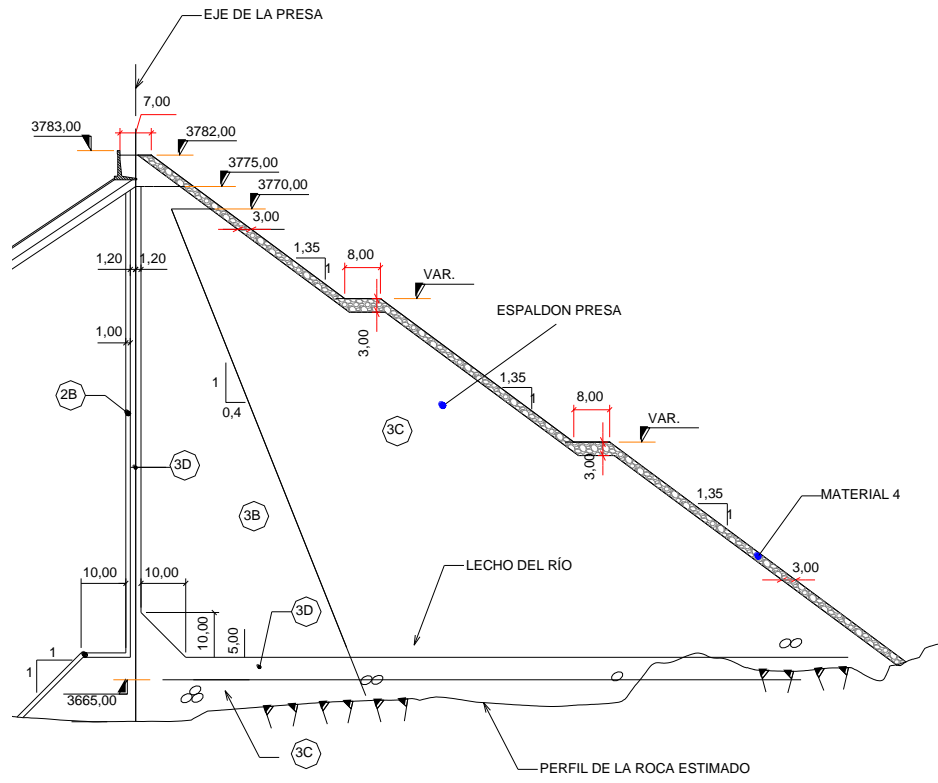 EJE DE LA PRESA
7,00
3783,00
3782,00
3775,00
3770,00
3,00
1,35
1
8,00
1,20
1,20
VAR.
ESPALDON PRESA
1,00
3,00
1
0,4
1,35
1
8,00
2B
3C
VAR.
3D
3,00
1,35
1
MATERIAL 4
3B
10,00
10,00
LECHO DEL RÍO
3,00
3D
10,00
5,00
1
1
3665,00
3C
PERFIL DE LA ROCA ESTIMADO